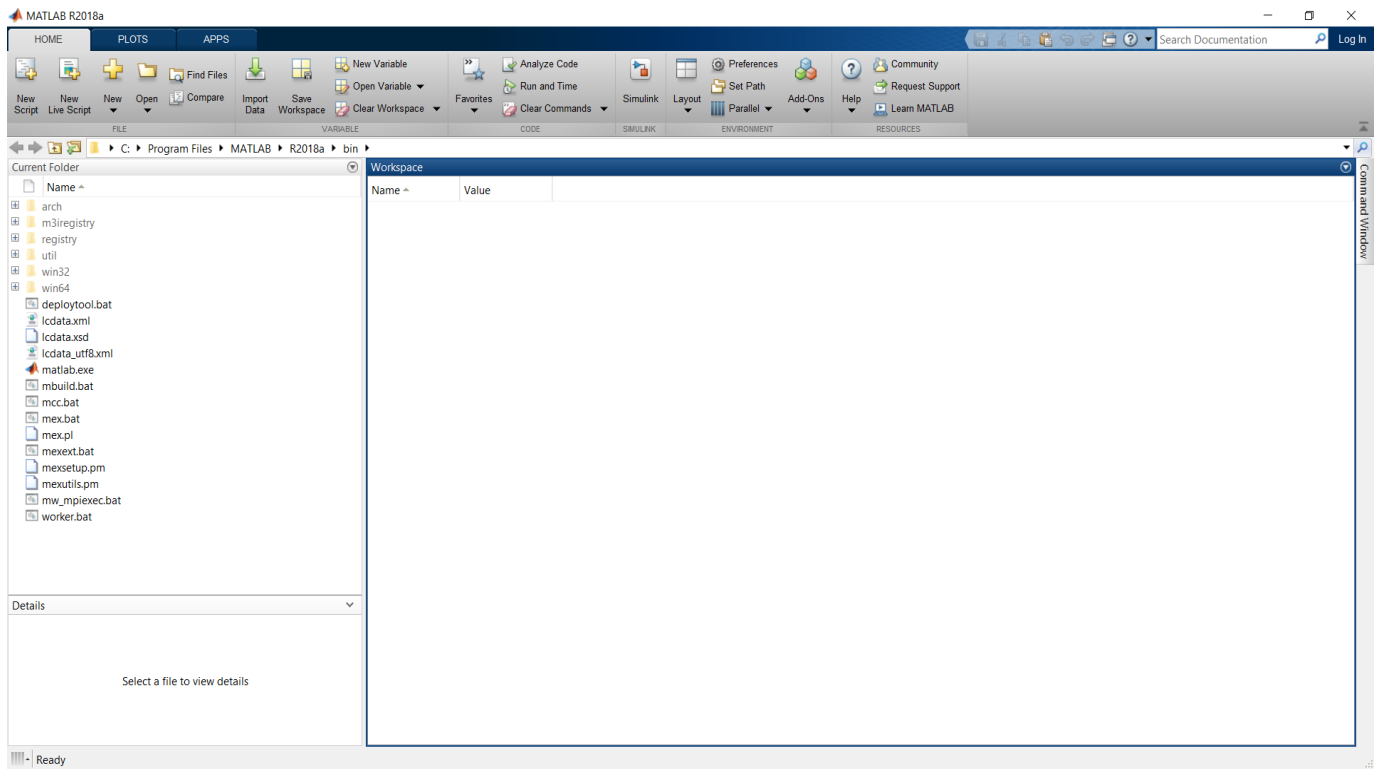 MATLAB R2018a
HOME PLOTS APPS
Search Documentation Log In
New Script
New Live Script
New
Open
Find Files
Compare
Import Data
Save Workspace
New Variable
Open Variable
Clear Workspace
Favorites
Analyze Code
Run and Time
Clear Commands
Simulink
Layout
Preferences
Set Path
Parallel
Add-Ons
Help
Community
Request Support
Learn MATLAB
FILE VARIABLE CODE SIMULINK ENVIRONMENT RESOURCES
C: Program Files MATLAB R2018a bin
Current Folder
Name
arch
m3iregistry
registry
util
win32
win64
deploytool.bat
lcdata.xml
lcdata.xsd
lcdata_utf8.xml
matlab.exe
mbuild.bat
mcc.bat
mex.bat
mex.pl
mexext.bat
mexsetup.pm
mexutils.pm
mw_mpiexec.bat
worker.bat
Details
Select a file to view details
Workspace
Name Value
Command Window
Ready